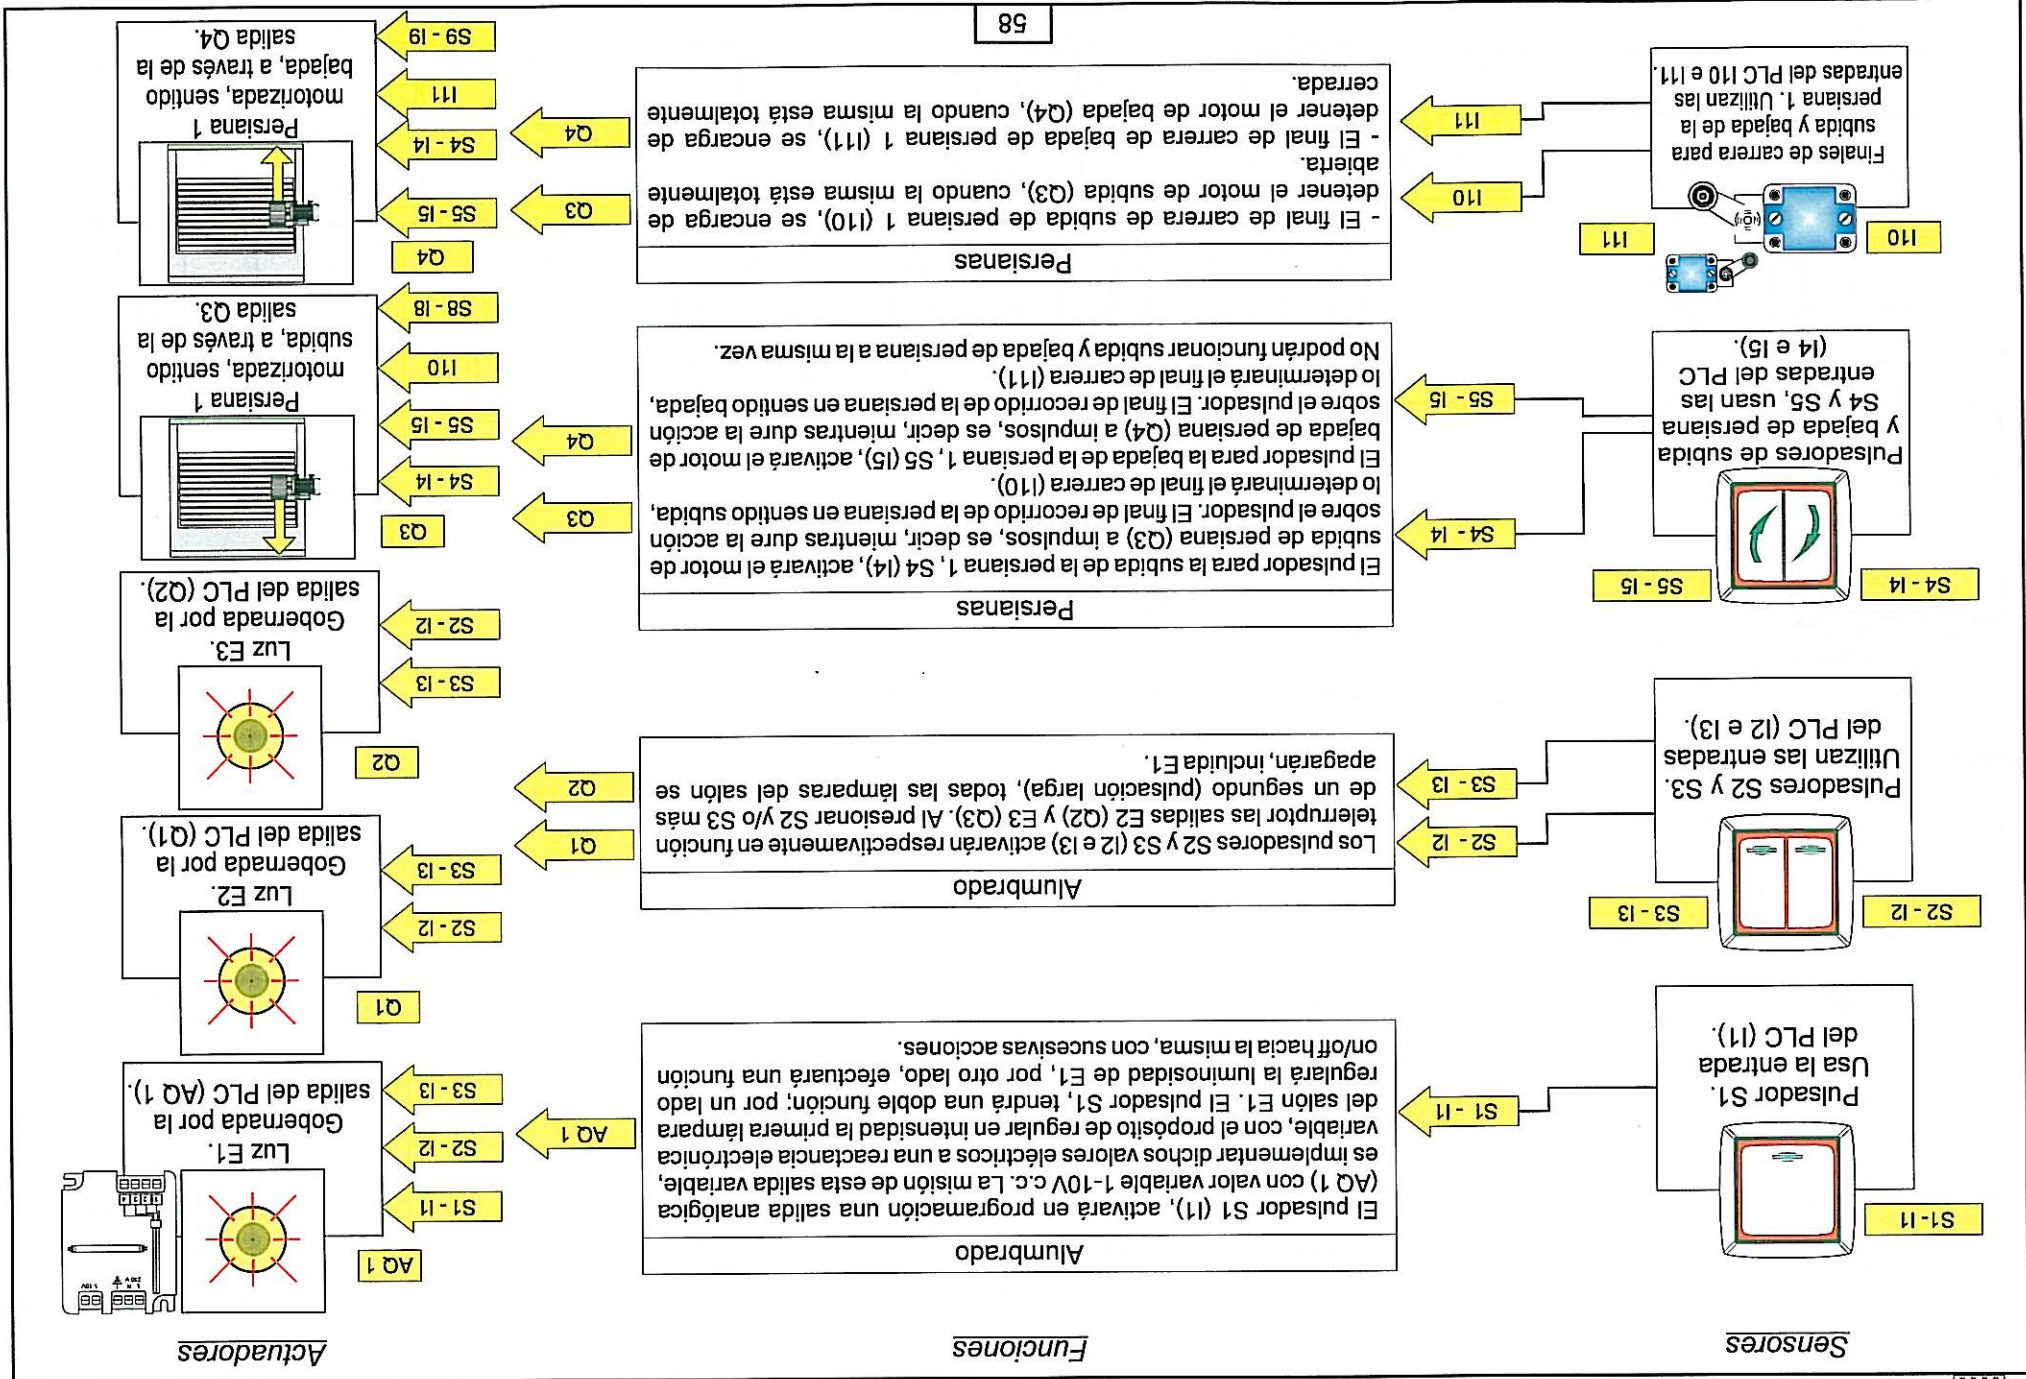 Sensores
Funciones
Actuadores
S1-I1
Pulsador S1.
Usa la entrada
del PLC (I1).
S1 - I1
Alumbrado
El pulsador S1 (I1), activará en programación una salida analógica
(AQ 1) con valor variable 1-10V c.c. La misión de esta salida variable,
es implementar dichos valores eléctricos a una reactancia electrónica
variable, con el propósito de regular en intensidad la primera lámpara
del salón E1. El pulsador S1, tendrá una doble función; por un lado
regulará la luminosidad de E1, por otro lado, efectuará una función
on/off hacia la misma, con sucesivas acciones.
AQ 1
AQ 1
S1 - I1
S2 - I2
S3 - I3
Luz E1.
Gobernada por la
salida del PLC (AQ 1).
S2 - I2
S3 - I3
Pulsadores S2 y S3.
Utilizan las entradas
del PLC (I2 e I3).
S2 - I2
S3 - I3
Alumbrado
Los pulsadores S2 y S3 (I2 e I3) activarán respectivamente en función
telerruptor las salidas E2 (Q2) y E3 (Q3). Al presionar S2 y/o S3 más
de un segundo (pulsación larga), todas las lámparas del salón se
apagarán, incluida E1.
Q1
Q2
Q1
S2 - I2
S3 - I3
Luz E2.
Gobernada por la
salida del PLC (Q1).
Q2
S3 - I3
S2 - I2
Luz E3.
Gobernada por la
salida del PLC (Q2).
S4 - I4
S5 - I5
Pulsadores de subida
y bajada de persiana
S4 y S5, usan las
entradas del PLC
(I4 e I5).
S4 - I4
S5 - I5
Persianas
El pulsador para la subida de la persiana 1, S4 (I4), activará el motor de
subida de persiana (Q3) a impulsos, es decir, mientras dure la acción
sobre el pulsador. El final de recorrido de la persiana en sentido subida,
lo determinará el final de carrera (I10).
El pulsador para la bajada de la persiana 1, S5 (I5), activará el motor de
bajada de persiana (Q4) a impulsos, es decir, mientras dure la acción
sobre el pulsador. El final de recorrido de la persiana en sentido bajada,
lo determinará el final de carrera (I11).
No podrán funcionar subida y bajada de persiana a la misma vez.
Q3
Q4
Q3
S4 - I4
S5 - I5
I10
S8 - I8
Persiana 1
motorizada, sentido
subida, a través de la
salida Q3.
I10
I11
Finales de carrera para
subida y bajada de la
persiana 1. Utilizan las
entradas del PLC I10 e I11.
I10
I11
Persianas
- El final de carrera de subida de persiana 1 (I10), se encarga de
detener el motor de subida (Q3), cuando la misma está totalmente
abierta.
- El final de carrera de bajada de persiana 1 (I11), se encarga de
detener el motor de bajada (Q4), cuando la misma está totalmente
cerrada.
Q3
Q4
Q4
S5 - I5
S4 - I4
I11
S9 - I9
Persiana 1
motorizada, sentido
bajada, a través de la
salida Q4.
58